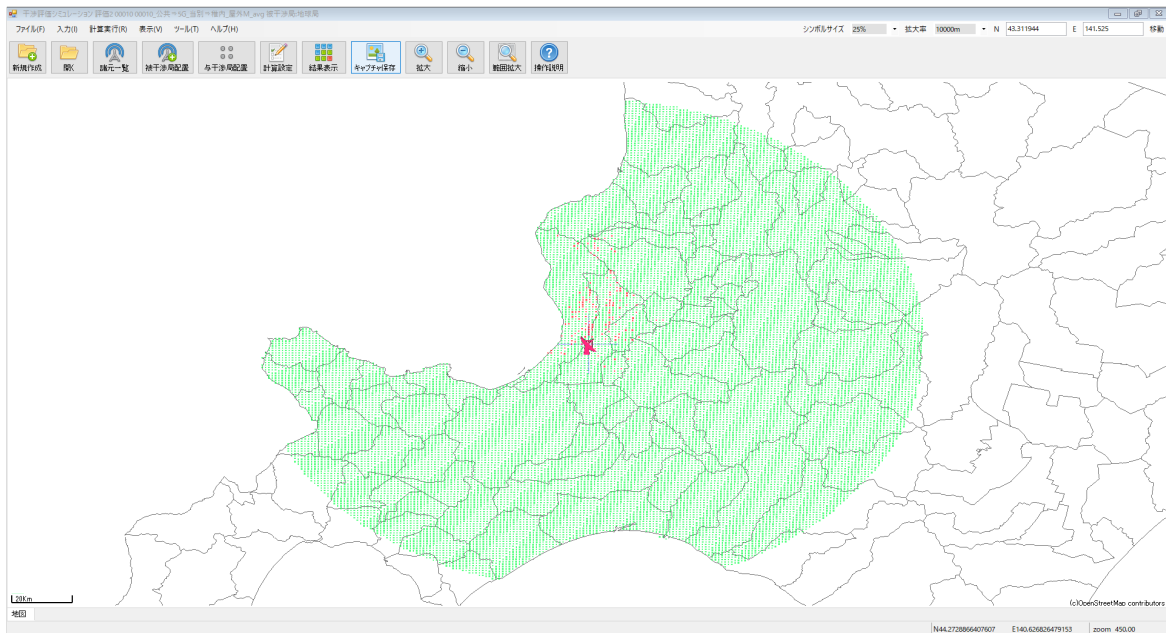 干渉評価シミュレーション 評価2 00010 00010_公共ヘ5G_当別ヘ稚内_屋外M_avg 被干渉局:地球局
ファイル(F) 入力(I) 計算実行(R) 表示(V) ツール(T) ヘルプ(H) シンボルサイズ 25% 拡大率 10000m N 43.311944 E 141.525 移動
新規作成 開く 諸元一覧 被干渉局配置 与干渉局配置 計算設定 結果表示 キャプチャ保存 拡大 縮小 範囲拡大 操作説明
20Km
(c)OpenStreetMap contributors
地図
N44.2728866407607 E140.626826479153 zoom 450.00